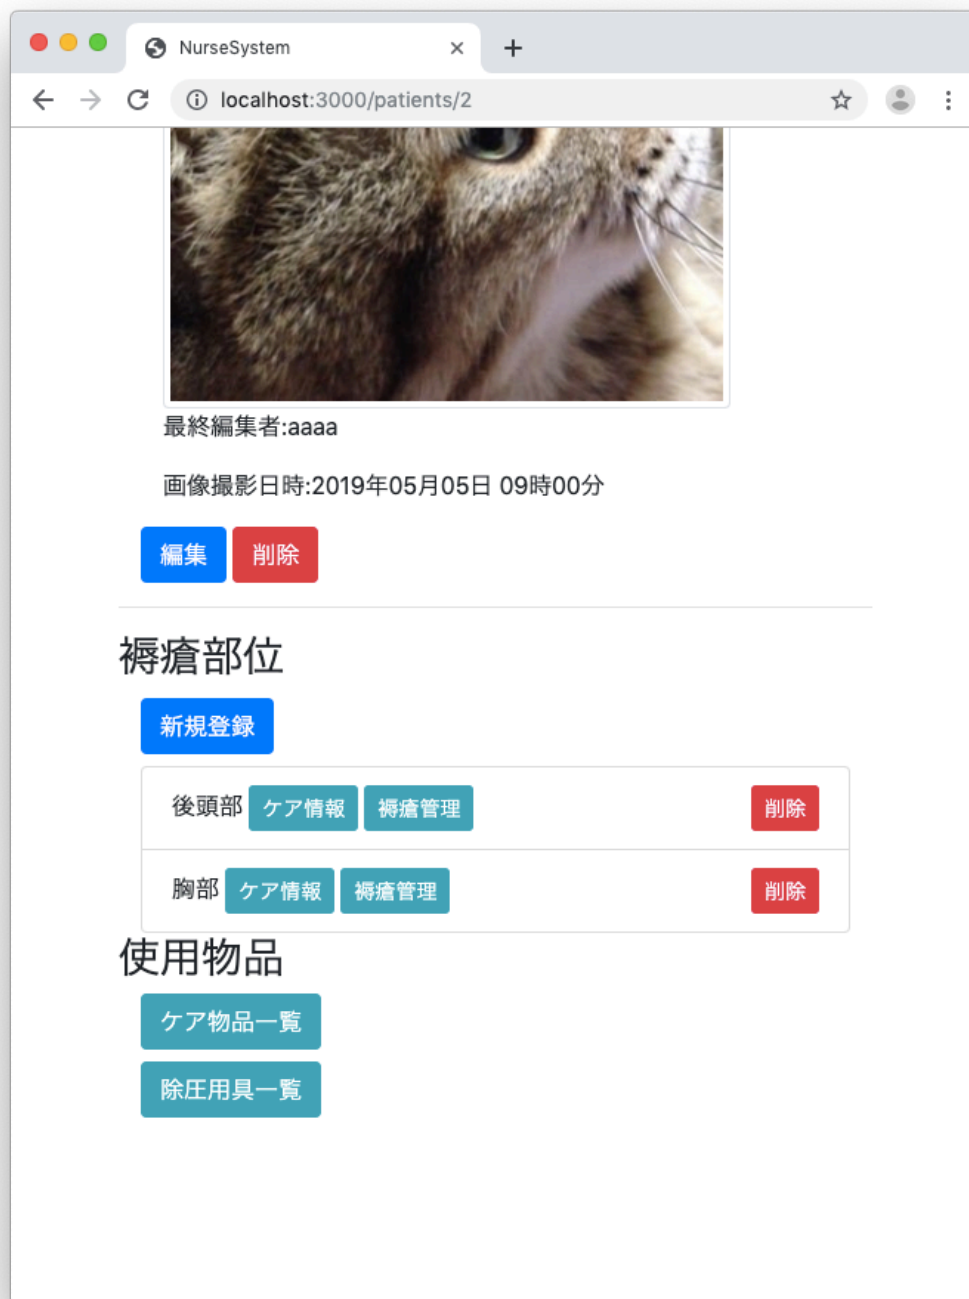 NurseSystem
localhost:3000/patients/2
最終編集者:aaaa
画像撮影日時:2019年05月05日 09時00分
編集 削除
褥瘡部位
新規登録
後頭部 ケア情報 褥瘡管理 削除
胸部 ケア情報 褥瘡管理 削除
使用物品
ケア物品一覧
除圧用具一覧